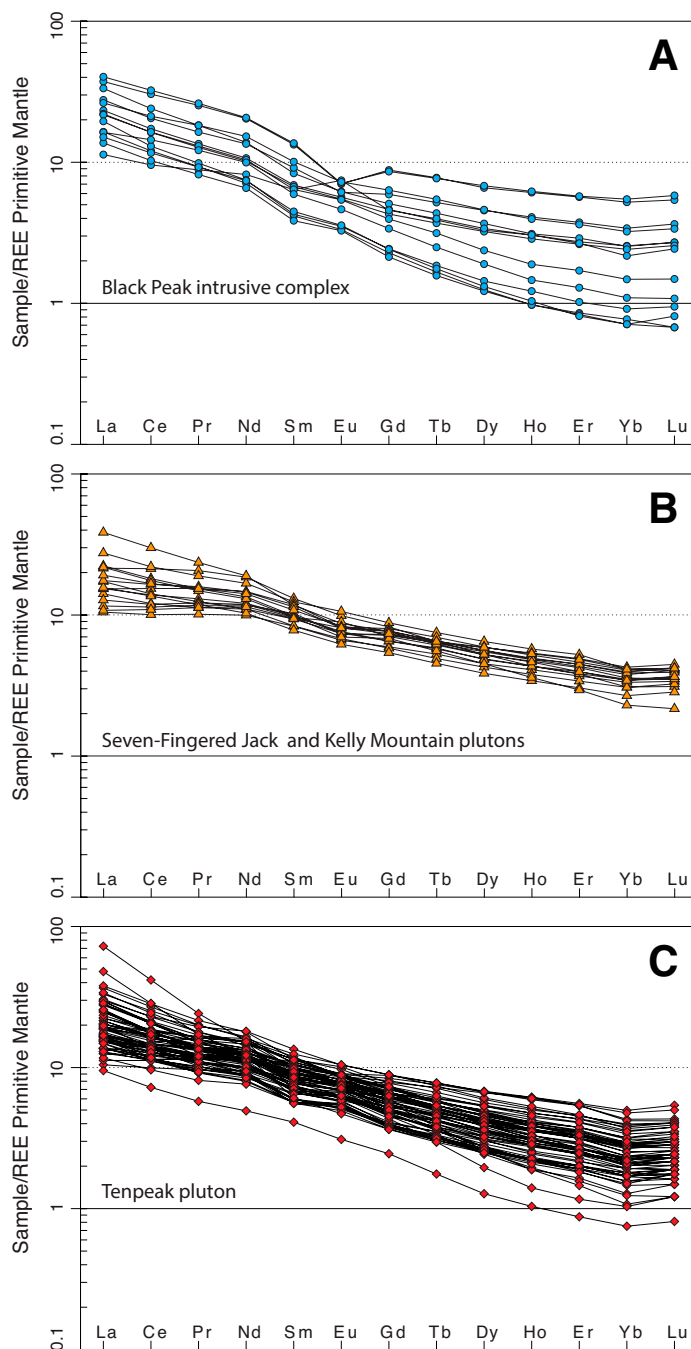 100
10
1
0.1
Sample/REE Primitive Mantle
A
Black Peak intrusive complex
La Ce Pr Nd Sm Eu Gd Tb Dy Ho Er Yb Lu
100
10
1
0.1
Sample/REE Primitive Mantle
B
Seven-Fingered Jack and Kelly Mountain plutons
La Ce Pr Nd Sm Eu Gd Tb Dy Ho Er Yb Lu
100
10
1
0.1
Sample/REE Primitive Mantle
C
Tenpeak pluton
La Ce Pr Nd Sm Eu Gd Tb Dy Ho Er Yb Lu